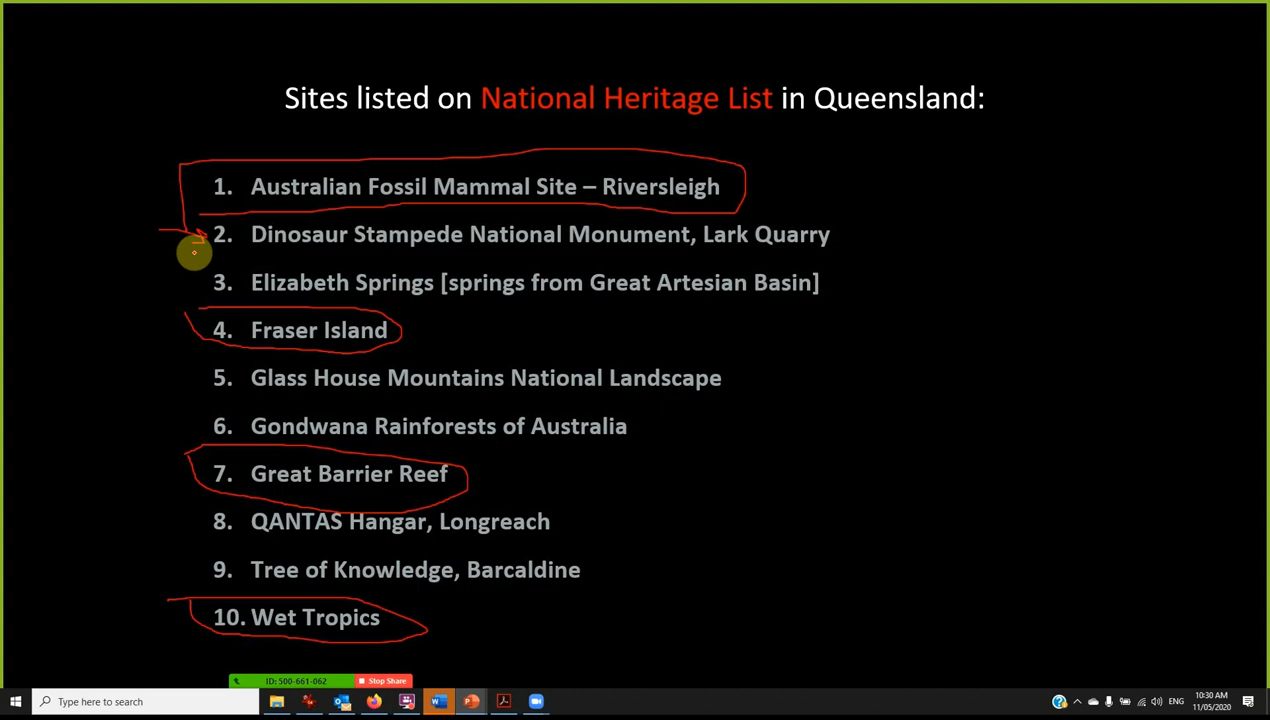 Sites listed on National Heritage List in Queensland:
1. Australian Fossil Mammal Site – Riversleigh
2. Dinosaur Stampede National Monument, Lark Quarry
3. Elizabeth Springs [springs from Great Artesian Basin]
4. Fraser Island
5. Glass House Mountains National Landscape
6. Gondwana Rainforests of Australia
7. Great Barrier Reef
8. QANTAS Hangar, Longreach
9. Tree of Knowledge, Barcaldine
10. Wet Tropics
ID: 500-661-062 Stop Share
Type here to search
ENG
10:30 AM
11/05/2020